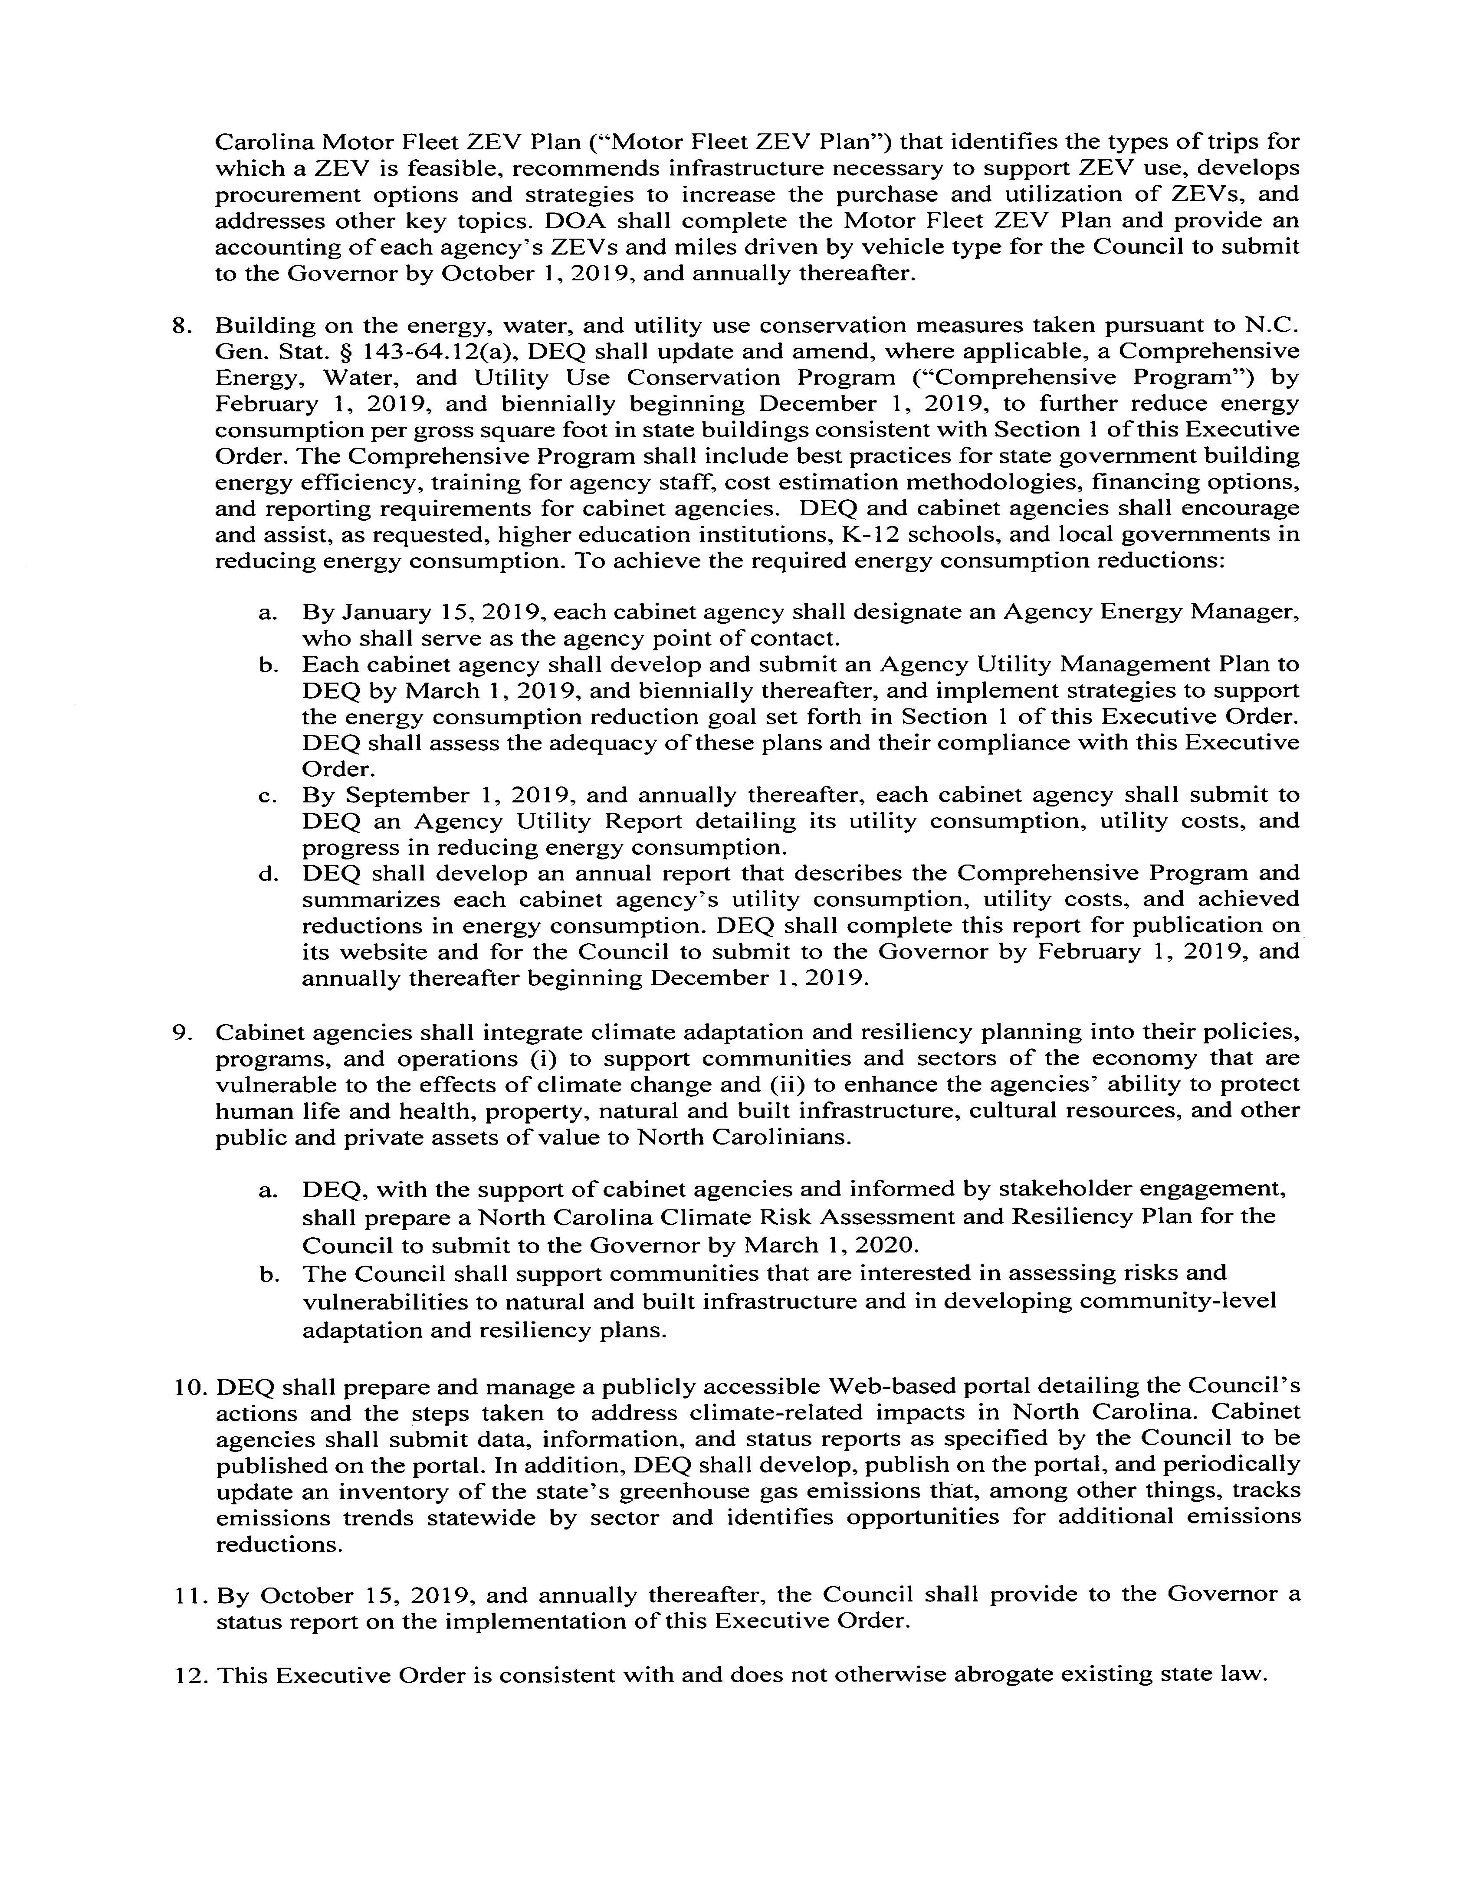 Carolina Motor Fleet ZEV Plan (“Motor Fleet ZEV Plan”) that identifies the types of trips for
which a ZEV is feasible, recommends infrastructure necessary to support ZEV use, develops
procurement options and strategies to increase the purchase and utilization of ZEVs, and
addresses other key topics. DOA shall complete the Motor Fleet ZEV Plan and provide an
accounting of each agency’s ZEVs and miles driven by vehicle type for the Council to submit
to the Governor by October 1, 2019, and annually thereafter.
8. Building on the energy, water, and utility use conservation measures taken pursuant to N.C.
Gen. Stat. § 143-64.12(a), DEQ shall update and amend, where applicable, a Comprehensive
Energy, Water, and Utility Use Conservation Program (“Comprehensive Program”) by
February 1, 2019, and biennially beginning December 1, 2019, to further reduce energy
consumption per gross square foot in state buildings consistent with Section 1 of this Executive
Order. The Comprehensive Program shall include best practices for state government building
energy efficiency, training for agency staff, cost estimation methodologies, financing options,
and reporting requirements for cabinet agencies. DEQ and cabinet agencies shall encourage
and assist, as requested, higher education institutions, K-12 schools, and local governments in
reducing energy consumption. To achieve the required energy consumption reductions:
a. By January 15, 2019, each cabinet agency shall designate an Agency Energy Manager,
who shall serve as the agency point of contact.
b. Each cabinet agency shall develop and submit an Agency Utility Management Plan to
DEQ by March 1, 2019, and biennially thereafter, and implement strategies to support
the energy consumption reduction goal set forth in Section 1 of this Executive Order.
DEQ shall assess the adequacy of these plans and their compliance with this Executive
Order.
c. By September 1, 2019, and annually thereafter, each cabinet agency shall submit to
DEQ an Agency Utility Report detailing its utility consumption, utility costs, and
progress in reducing energy consumption.
d. DEQ shall develop an annual report that describes the Comprehensive Program and
summarizes each cabinet agency’s utility consumption, utility costs, and achieved
reductions in energy consumption. DEQ shall complete this report for publication on
its website and for the Council to submit to the Governor by February 1, 2019, and
annually thereafter beginning December 1, 2019.
9. Cabinet agencies shall integrate climate adaptation and resiliency planning into their policies,
programs, and operations (i) to support communities and sectors of the economy that are
vulnerable to the effects of climate change and (ii) to enhance the agencies’ ability to protect
human life and health, property, natural and built infrastructure, cultural resources, and other
public and private assets of value to North Carolinians.
a. DEQ, with the support of cabinet agencies and informed by stakeholder engagement,
shall prepare a North Carolina Climate Risk Assessment and Resiliency Plan for the
Council to submit to the Governor by March 1, 2020.
b. The Council shall support communities that are interested in assessing risks and
vulnerabilities to natural and built infrastructure and in developing community-level
adaptation and resiliency plans.
10. DEQ shall prepare and manage a publicly accessible Web-based portal detailing the Council’s
actions and the steps taken to address climate-related impacts in North Carolina. Cabinet
agencies shall submit data, information, and status reports as specified by the Council to be
published on the portal. In addition, DEQ shall develop, publish on the portal, and periodically
update an inventory of the state’s greenhouse gas emissions that, among other things, tracks
emissions trends statewide by sector and identifies opportunities for additional emissions
reductions.
11. By October 15, 2019, and annually thereafter, the Council shall provide to the Governor a
status report on the implementation of this Executive Order.
12. This Executive Order is consistent with and does not otherwise abrogate existing state law.